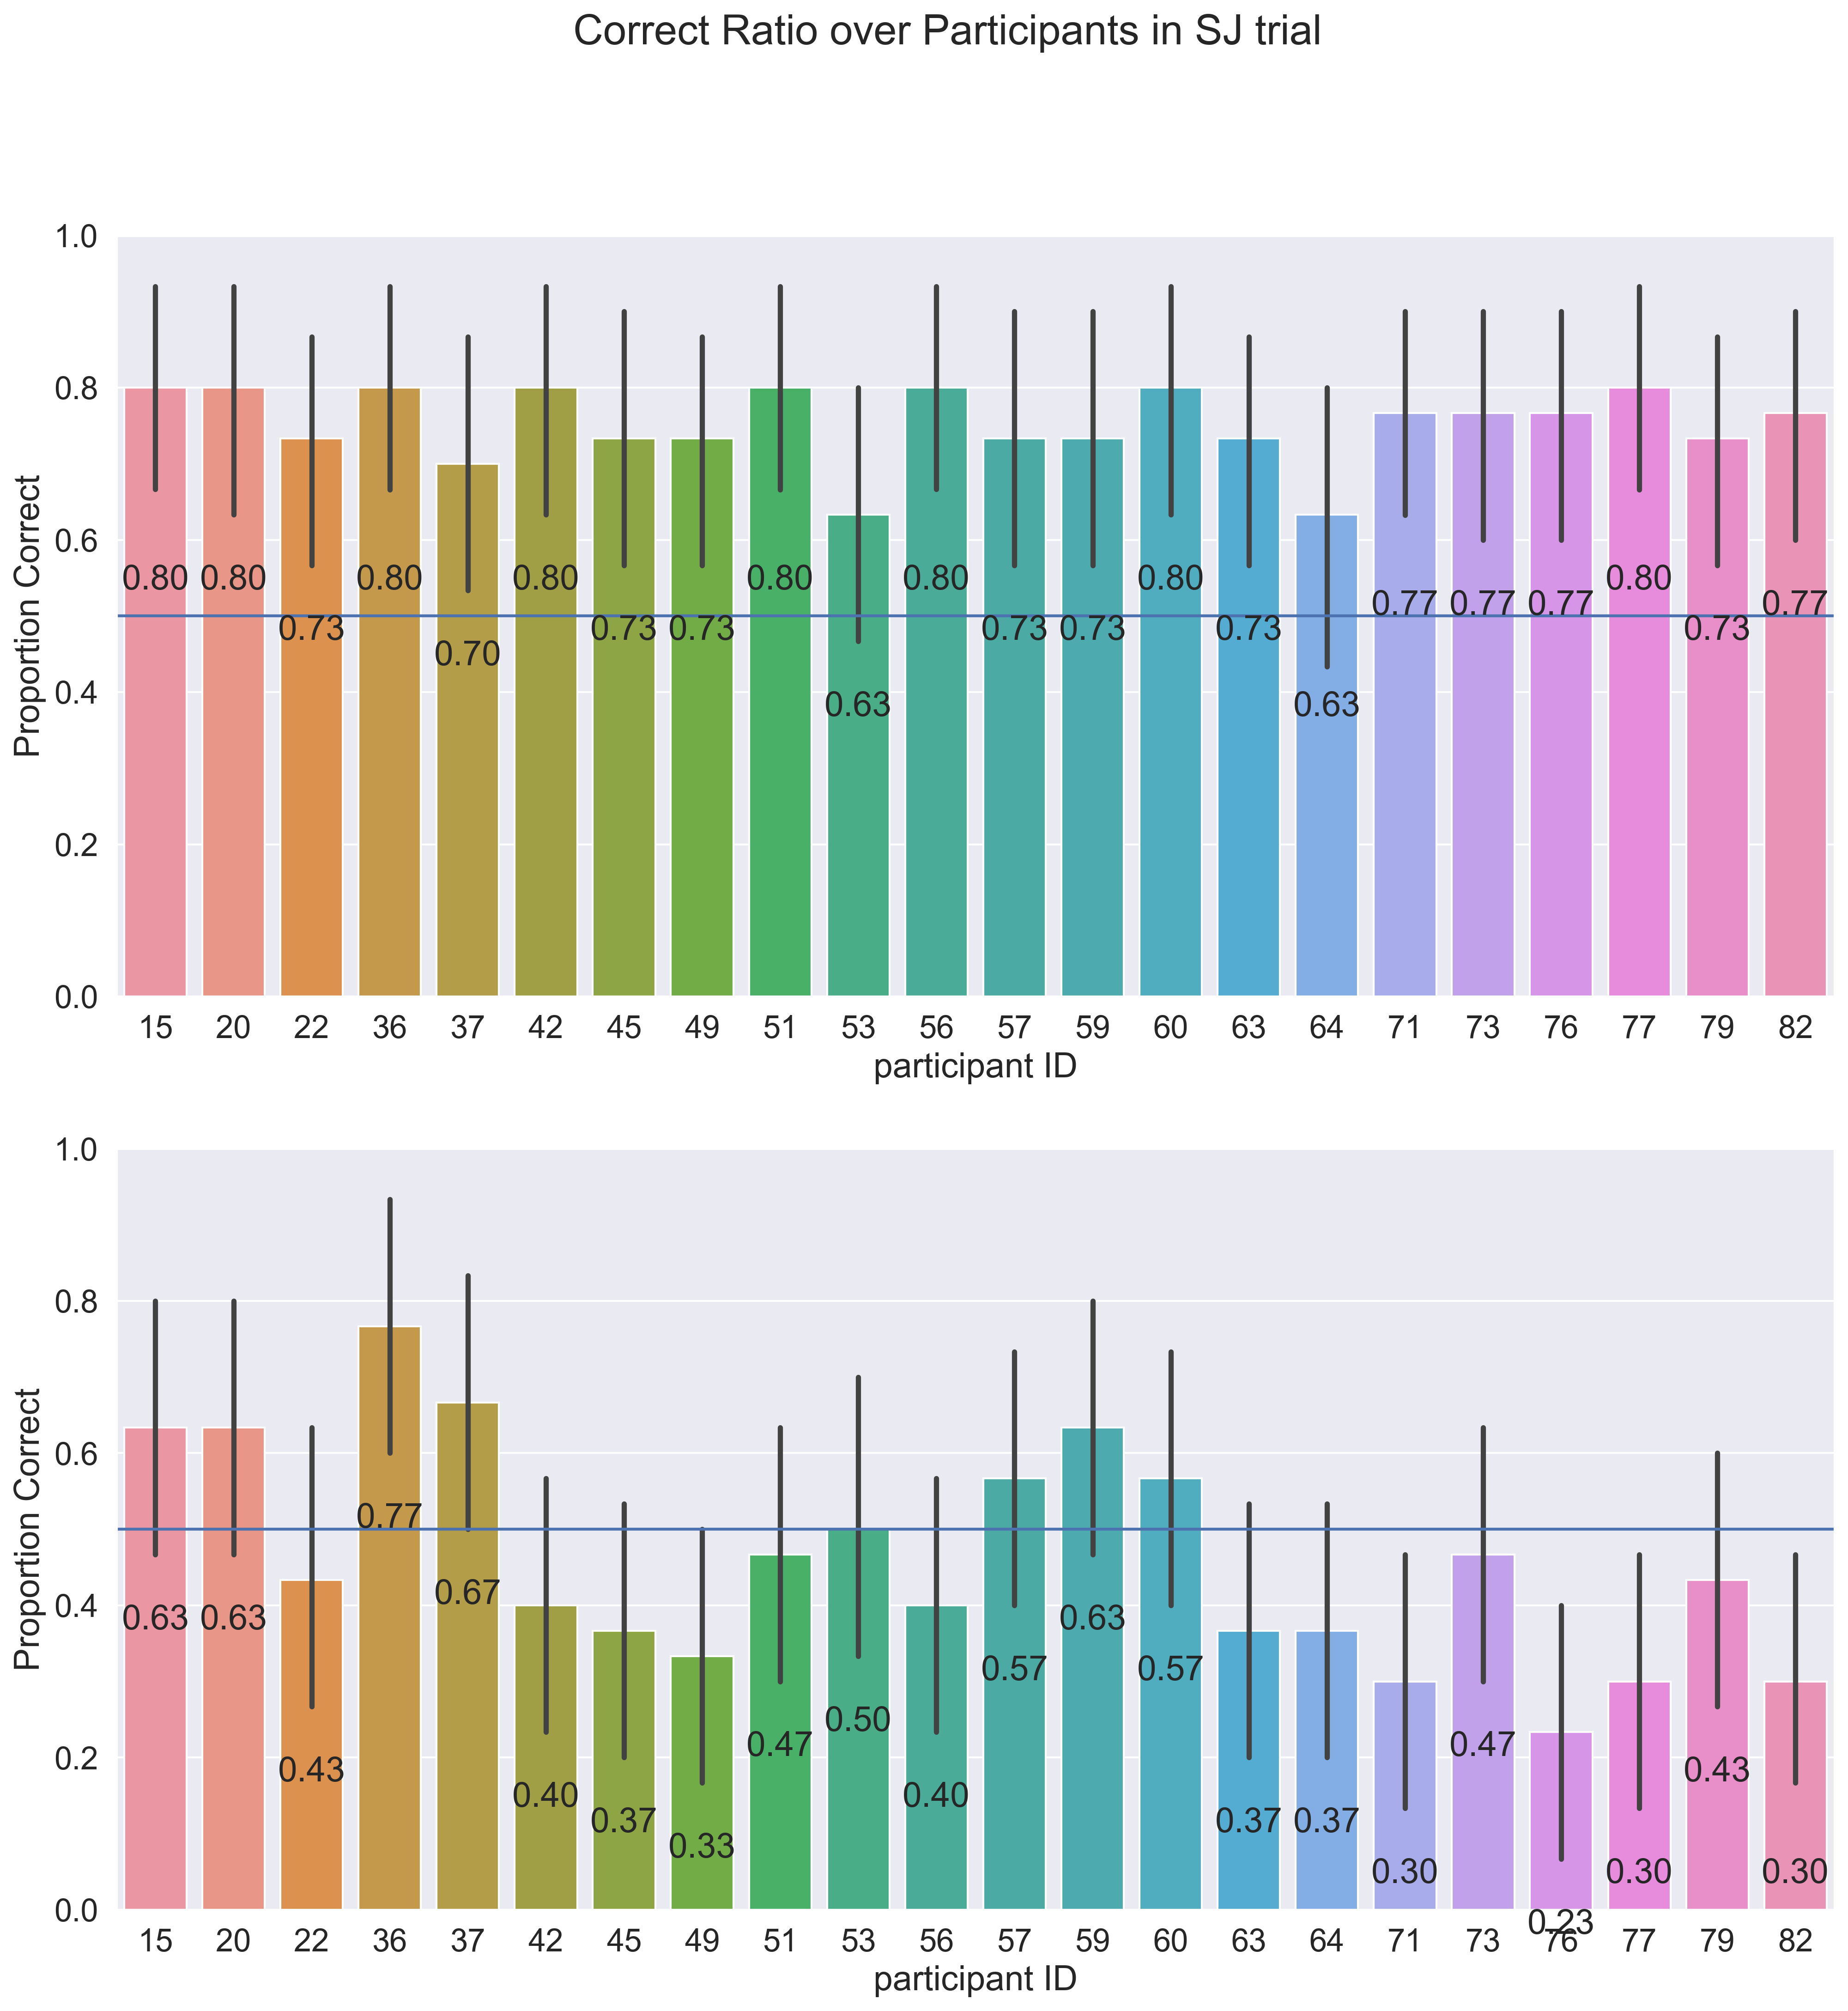 Correct Ratio over Participants in SJ trial
1.0
0.8
0.6
0.4
0.2
0.0
Proportion Correct
0.80 0.80 0.73 0.80 0.70 0.80 0.73 0.73 0.80 0.63 0.80 0.73 0.73 0.80 0.73 0.63 0.77 0.77 0.77 0.80 0.73 0.77
15 20 22 36 37 42 45 49 51 53 56 57 59 60 63 64 71 73 76 77 79 82
participant ID
1.0
0.8
0.6
0.4
0.2
0.0
Proportion Correct
0.63 0.63 0.43 0.77 0.67 0.40 0.37 0.33 0.47 0.50 0.40 0.57 0.63 0.57 0.37 0.37 0.30 0.47 0.23 0.30 0.43 0.30
15 20 22 36 37 42 45 49 51 53 56 57 59 60 63 64 71 73 76 77 79 82
participant ID